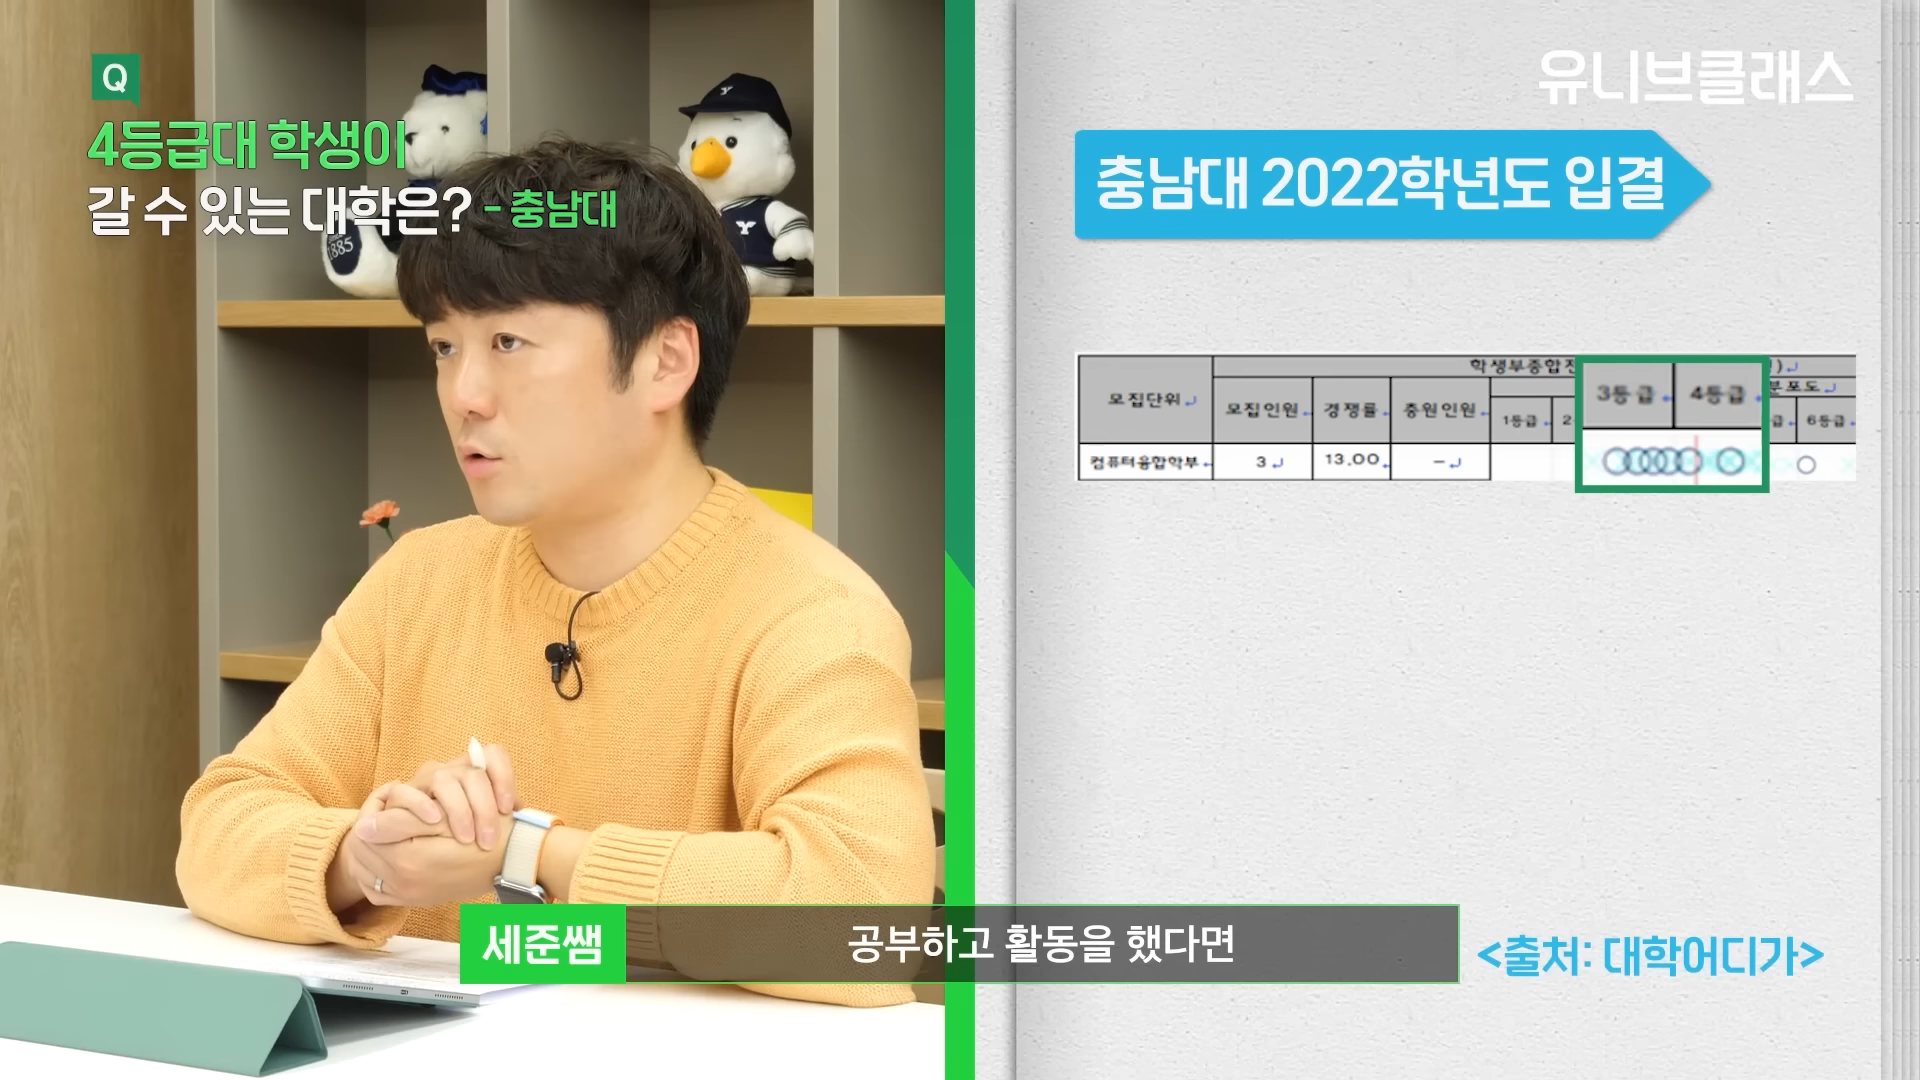 Q
4등급대 학생이
갈 수 있는 대학은? - 충남대
1885
Y
Y
유니브클래스
충남대 2022학년도 입결
모집단위
모집인원
경쟁률
충원인원
1등급
3등급
4등급
분포도
6등급
컴퓨터융합학부
3
13.00
-
세준쌤
공부하고 활동을 했다면
<출처: 대학어디가>